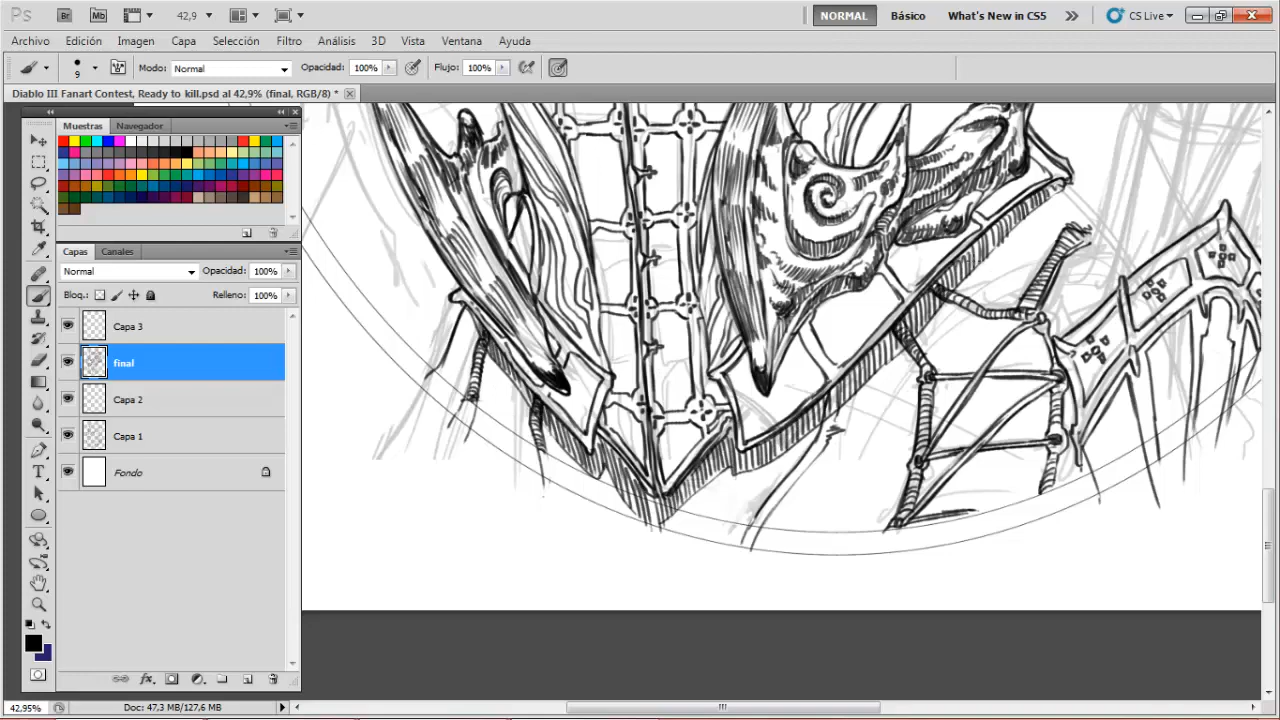 Ps Br Mb 42,9 NORMAL Básico What's New in CS5 CS Live
Archivo Edición Imagen Capa Selección Filtro Análisis 3D Vista Ventana Ayuda
9 Modo: Normal Opacidad: 100% Flujo: 100%
Diablo III Fanart Contest, Ready to kill.psd al 42,9% (final, RGB/8) *
Muestras Navegador
Capas Canales
Normal Opacidad: 100%
Bloq.: Relleno: 100%
Capa 3
final
Capa 2
Capa 1
Fondo
42,95% Doc: 47,3 MB/127,6 MB